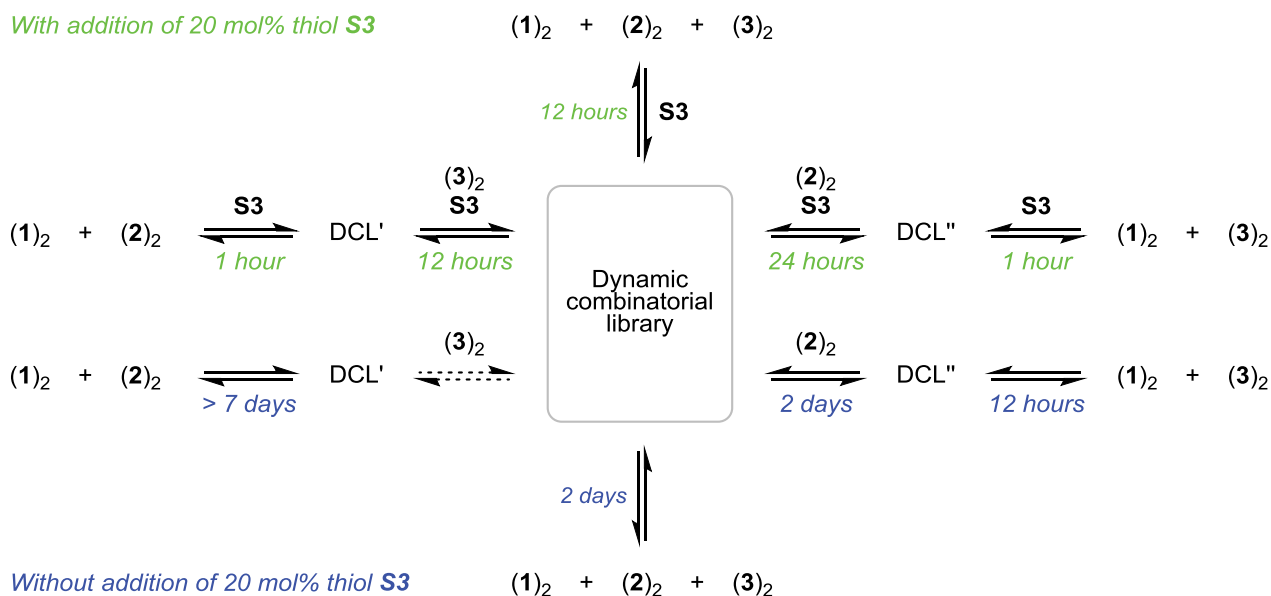 With addition of 20 mol% thiol S3
(1)2 + (2)2 + (3)2
12 hours S3
(3)2 (2)2
S3 S3 S3 S3
(1)2 + (2)2 DCL' DCL" (1)2 + (3)2
1 hour 12 hours 24 hours 1 hour
Dynamic
combinatorial
library
(3)2 (2)2
(1)2 + (2)2 DCL' DCL" (1)2 + (3)2
> 7 days 2 days 12 hours
2 days
Without addition of 20 mol% thiol S3
(1)2 + (2)2 + (3)2